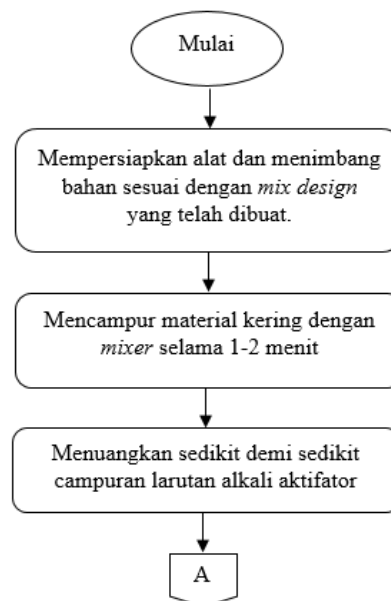 Mulai
Mempersiapkan alat dan menimbang
bahan sesuai dengan mix design
yang telah dibuat.
Mencampur material kering dengan
mixer selama 1-2 menit
Menuangkan sedikit demi sedikit
campuran larutan alkali aktifator
A